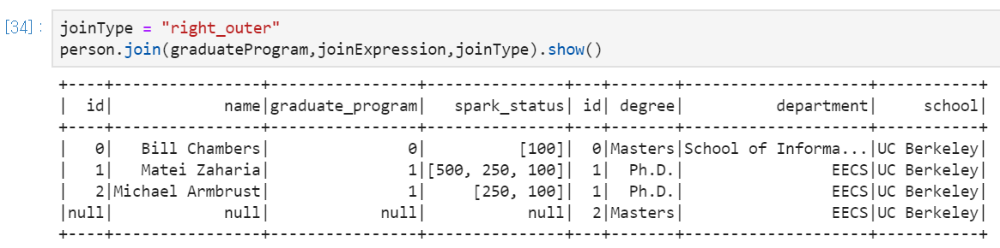 [34]:
joinType = "right_outer"
person.join(graduateProgram,joinExpression,joinType).show()
+----+----------------+----------------+---------------+---+-------+--------------------+-----------+
|  id|            name|graduate_program|   spark_status| id| degree|          department|     school|
+----+----------------+----------------+---------------+---+-------+--------------------+-----------+
|   0|   Bill Chambers|               0|          [100]|  0|Masters|School of Informa...|UC Berkeley|
|   1|   Matei Zaharia|               1|[500, 250, 100]|  1|  Ph.D.|                EECS|UC Berkeley|
|   2|Michael Armbrust|               1|     [250, 100]|  1|  Ph.D.|                EECS|UC Berkeley|
|null|            null|            null|           null|  2|Masters|                EECS|UC Berkeley|
+----+----------------+----------------+---------------+---+-------+--------------------+-----------+